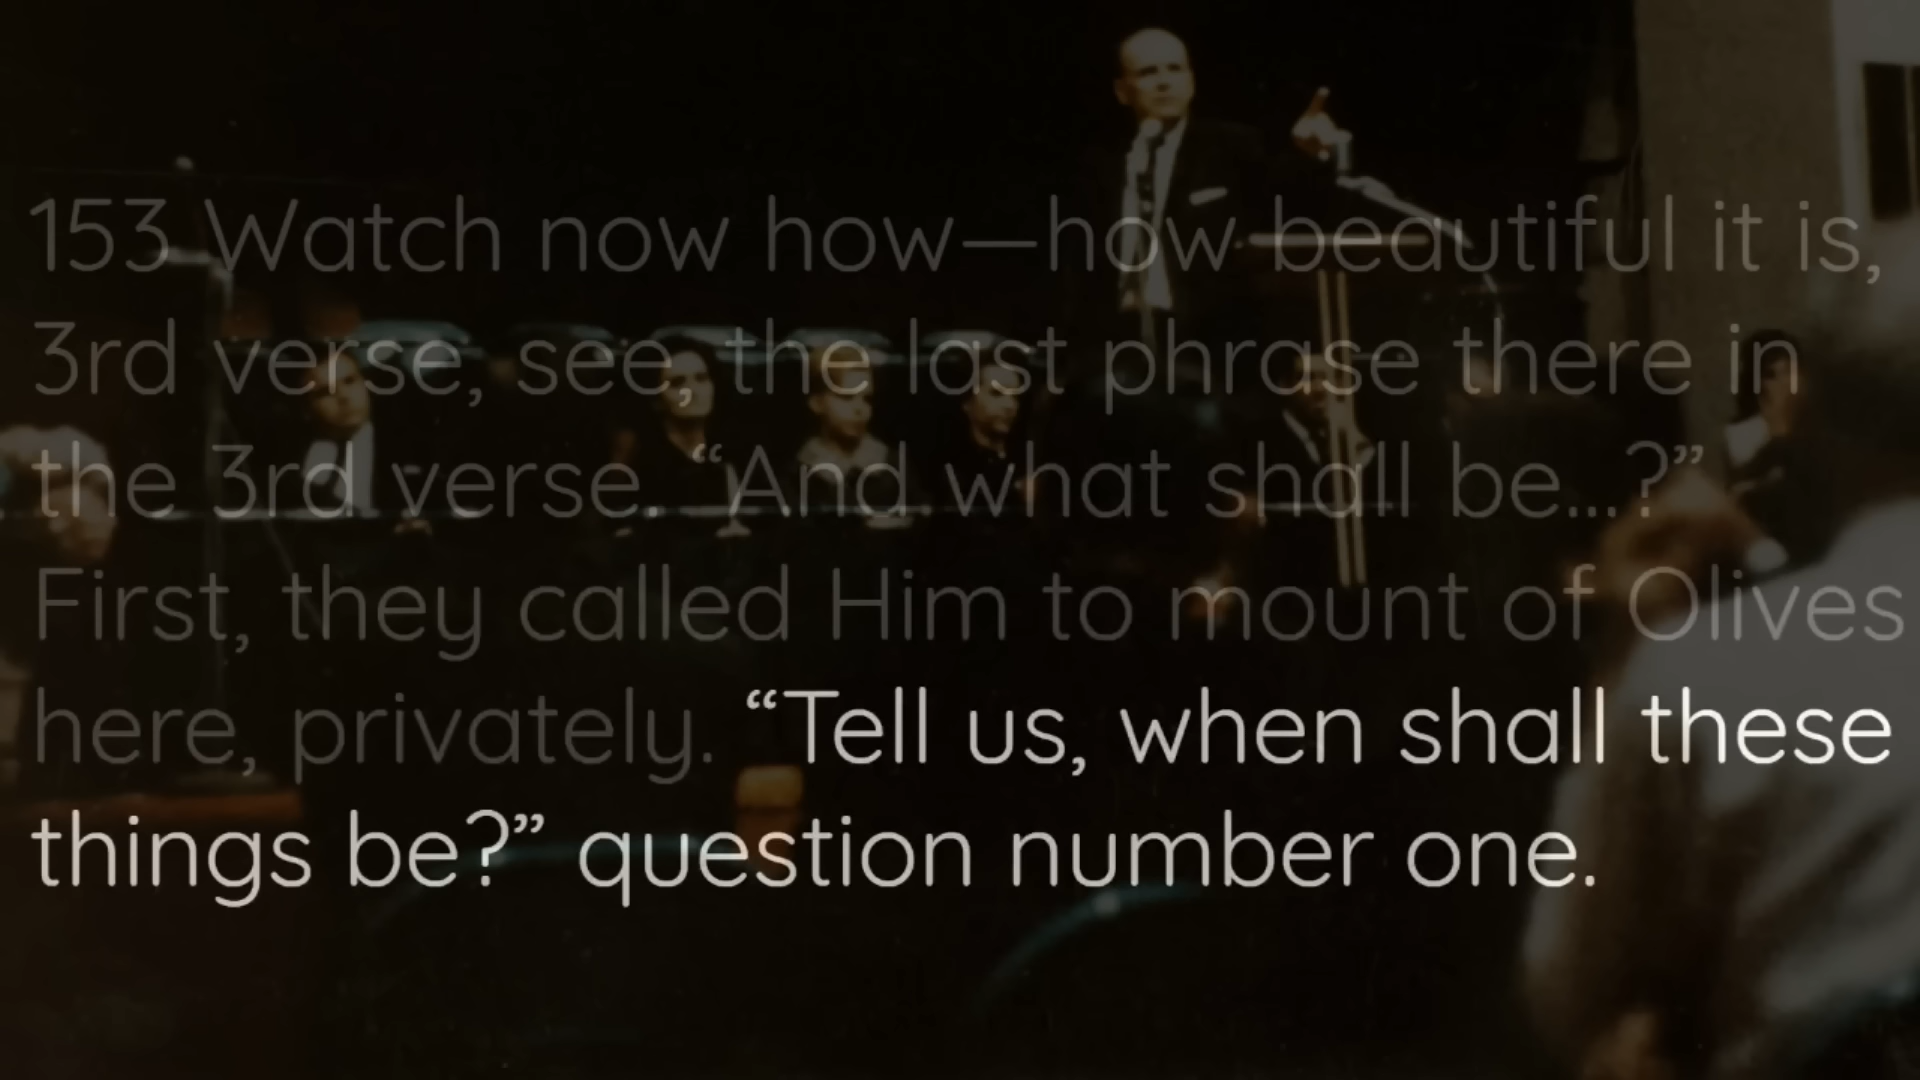 153 Watch now how—how beautiful it is,
3rd verse, see, the last phrase there in
the 3rd verse. “And what shall be...?”
First, they called Him to mount of Olives
here, privately. “Tell us, when shall these
things be?” question number one.